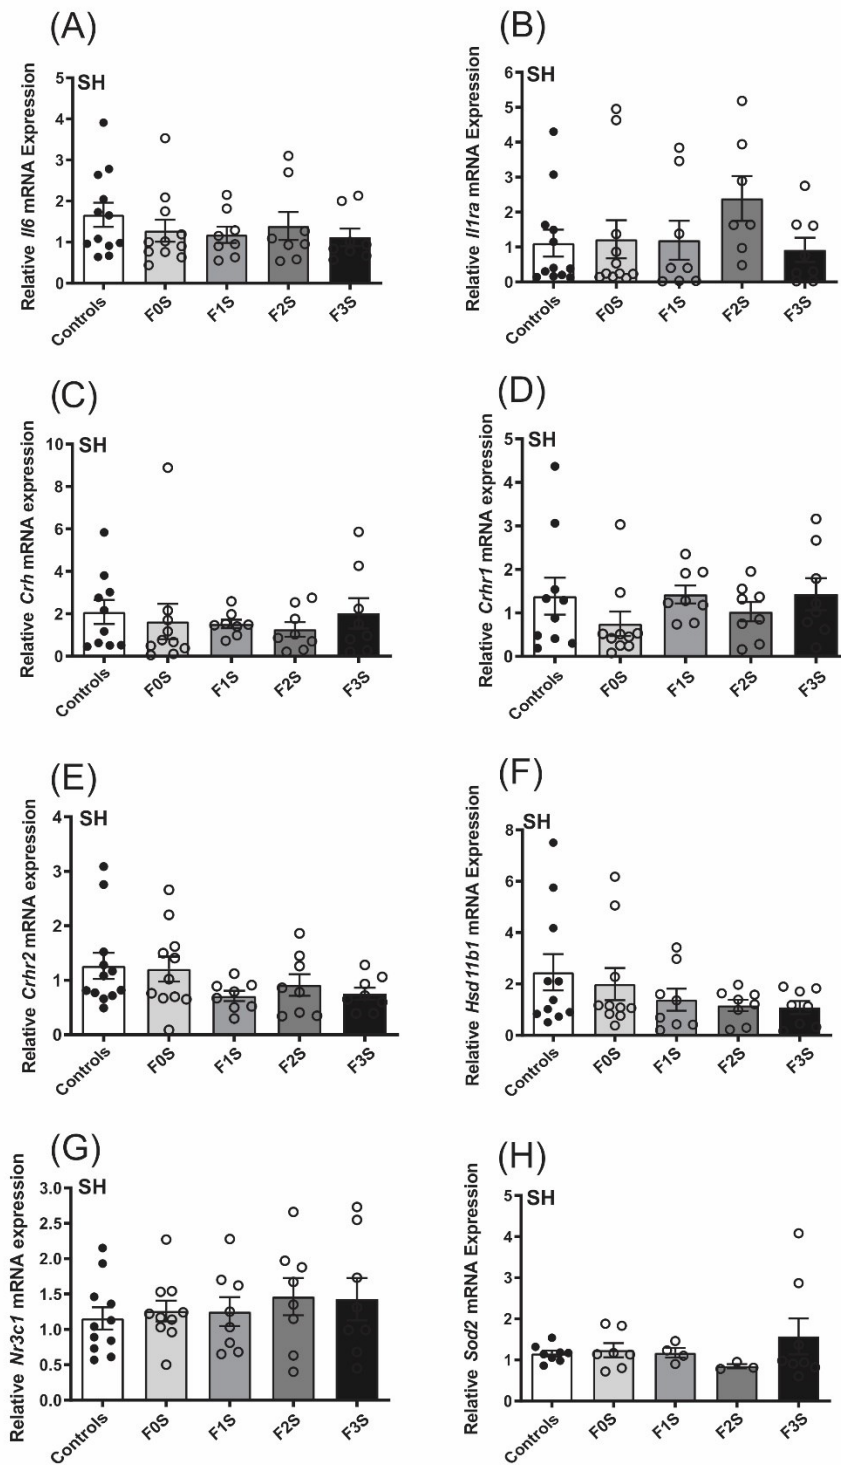 (A)
SH
Relative Il6 mRNA Expression
5
4
3
2
1
0
Controls
F0S
F1S
F2S
F3S
(B)
SH
Relative Il1ra mRNA Expression
6
5
4
3
2
1
0
Controls
F0S
F1S
F2S
F3S
(C)
SH
Relative Crh mRNA expression
10
8
6
4
2
0
Controls
F0S
F1S
F2S
F3S
(D)
SH
Relative Crhr1 mRNA expression
5
4
3
2
1
0
Controls
F0S
F1S
F2S
F3S
(E)
SH
Relative Crhr2 mRNA expression
4
3
2
1
0
Controls
F0S
F1S
F2S
F3S
(F)
SH
Relative Hsd11b1 mRNA Expression
8
6
4
2
0
Controls
F0S
F1S
F2S
F3S
(G)
SH
Relative Nr3c1 mRNA expression
3.0
2.5
2.0
1.5
1.0
0.5
0.0
Controls
F0S
F1S
F2S
F3S
(H)
SH
Relative Sod2 mRNA Expression
5
4
3
2
1
0
Controls
F0S
F1S
F2S
F3S